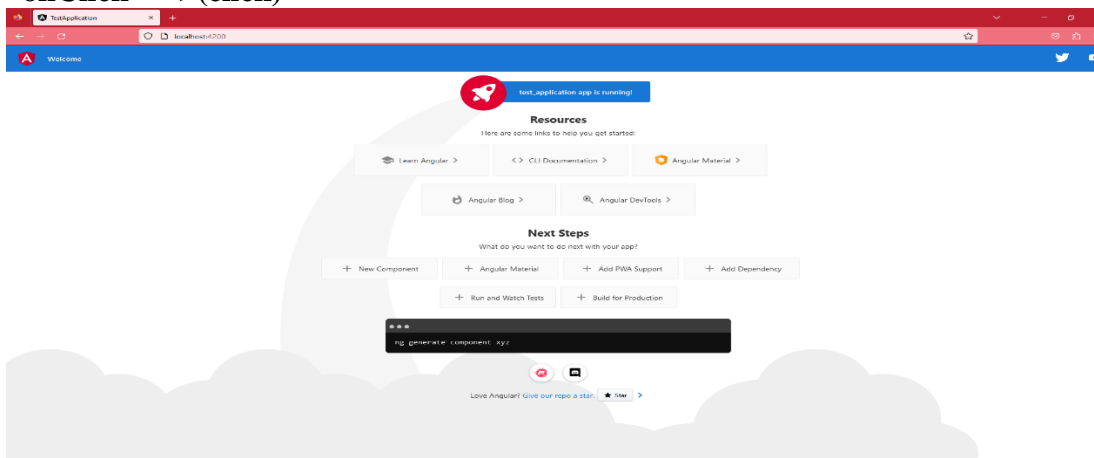 TestApplication
localhost:4200
Welcome
test_application app is running!
Resources
Here are some links to help you get started:
Learn Angular >
<> CLI Documentation >
Angular Material >
Angular Blog >
Angular DevTools >
Next Steps
What do you want to do next with your app?
+ New Component
+ Angular Material
+ Add PWA Support
+ Add Dependency
+ Run and Watch Tests
+ Build for Production
ng generate component xyz
Love Angular? Give our repo a star. ★ Star >